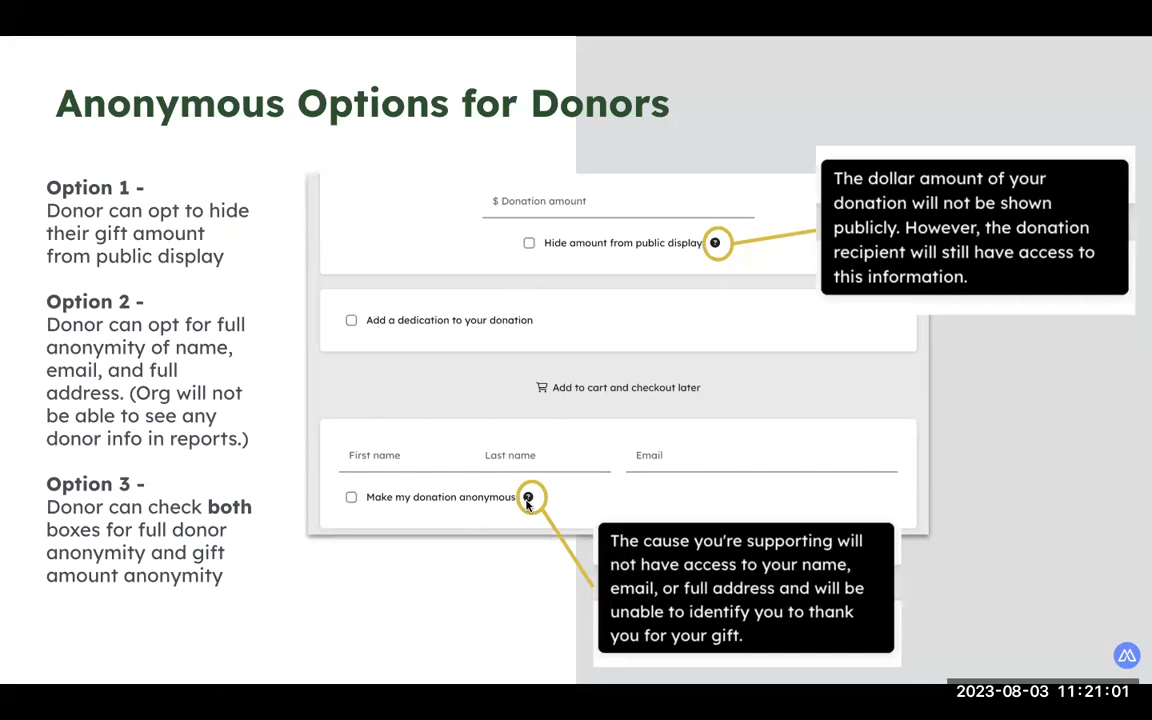 Anonymous Options for Donors
Option 1 -
Donor can opt to hide
their gift amount
from public display
Option 2 -
Donor can opt for full
anonymity of name,
email, and full
address. (Org will not
be able to see any
donor info in reports.)
Option 3 -
Donor can check both
boxes for full donor
anonymity and gift
amount anonymity
$ Donation amount
Hide amount from public display ?
The dollar amount of your
donation will not be shown
publicly. However, the donation
recipient will still have access to
this information.
Add a dedication to your donation
Add to cart and checkout later
First name Last name Email
Make my donation anonymous ?
The cause you're supporting will
not have access to your name,
email, or full address and will be
unable to identify you to thank
you for your gift.
2023-08-03 11:21:01